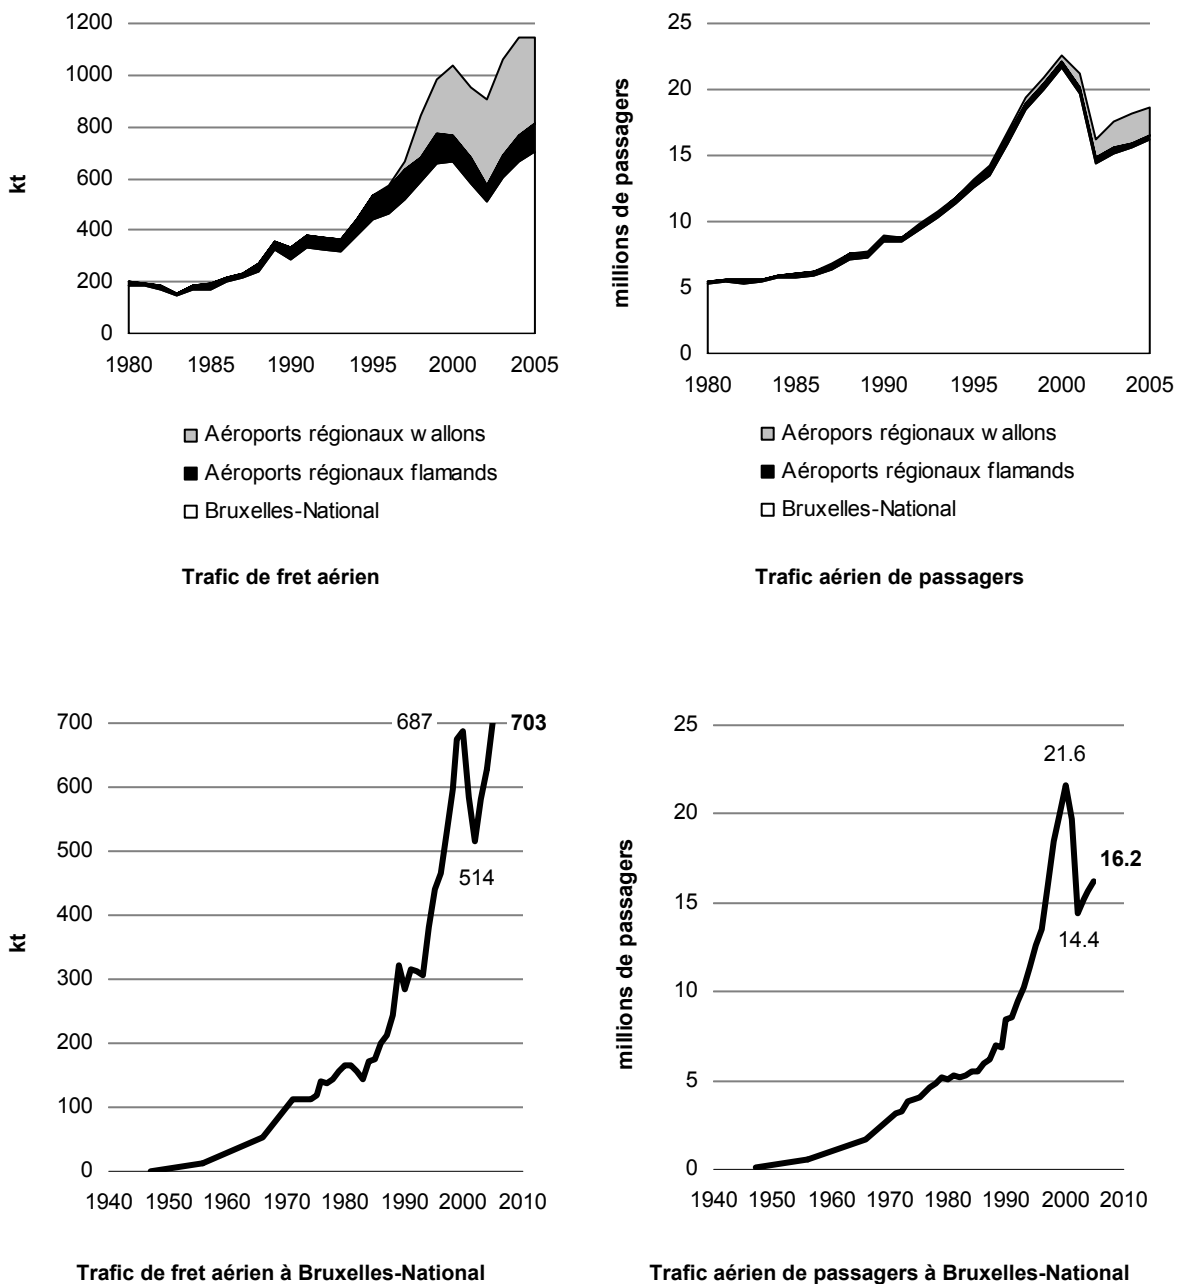 1200
1000
800
600
400
200
0
kt
1980 1985 1990 1995 2000 2005
Aéroports régionaux w allons
Aéroports régionaux flamands
Bruxelles-National
Trafic de fret aérien
25
20
15
10
5
0
millions de passagers
1980 1985 1990 1995 2000 2005
Aéropors régionaux w allons
Aéroports régionaux flamands
Bruxelles-National
Trafic aérien de passagers
700
600
500
400
300
200
100
0
kt
687
703
514
1940 1950 1960 1970 1980 1990 2000 2010
Trafic de fret aérien à Bruxelles-National
25
20
15
10
5
0
millions de passagers
21.6
16.2
14.4
1940 1950 1960 1970 1980 1990 2000 2010
Trafic aérien de passagers à Bruxelles-National